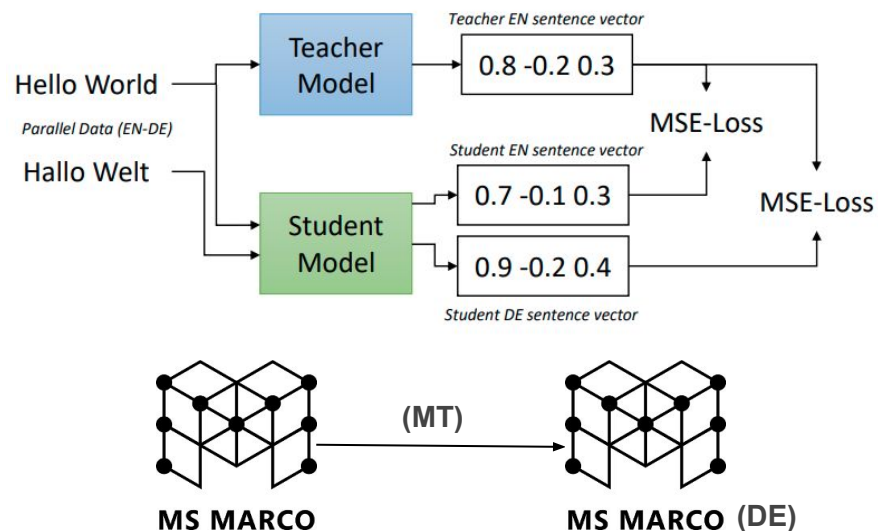 Teacher EN sentence vector
Teacher
Model
0.8 -0.2 0.3
Hello World
Parallel Data (EN-DE)
Hallo Welt
MSE-Loss
Student EN sentence vector
0.7 -0.1 0.3
MSE-Loss
Student
Model
0.9 -0.2 0.4
Student DE sentence vector
(MT)
MS MARCO
MS MARCO (DE)